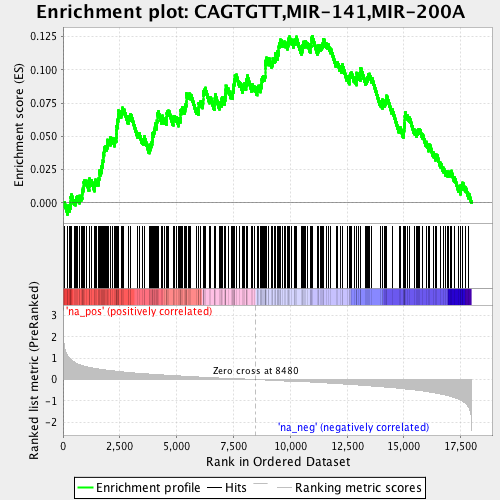 Enrichment plot: CAGTGTT,MIR-141,MIR-200A
Enrichment score (ES)
0.125
0.100
0.075
0.050
0.025
0.000
'na_pos' (positively correlated)
Ranked list metric (PreRanked)
3
2
1
0
-1
-2
Zero cross at 8480
'na_neg' (negatively correlated)
0
2,500
5,000
7,500
10,000
12,500
15,000
17,500
Rank in Ordered Dataset
Enrichment profile
Hits
Ranking metric scores